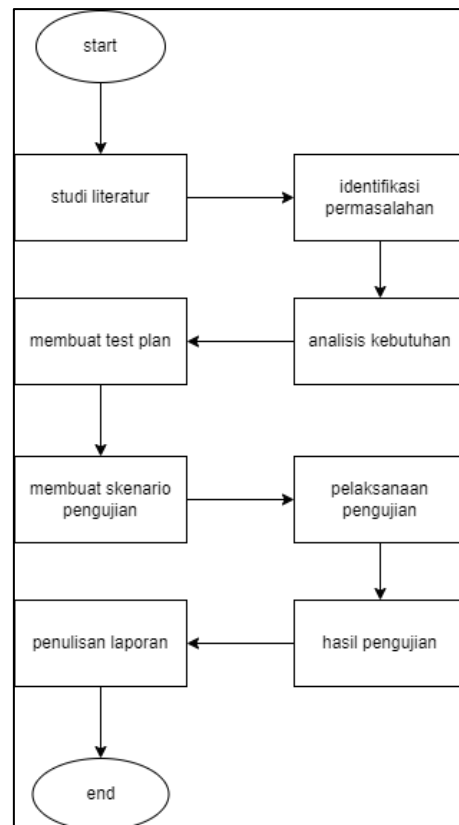 start
studi literatur
identifikasi
permasalahan
analisis kebutuhan
membuat test plan
membuat skenario
pengujian
pelaksanaan
pengujian
hasil pengujian
penulisan laporan
end